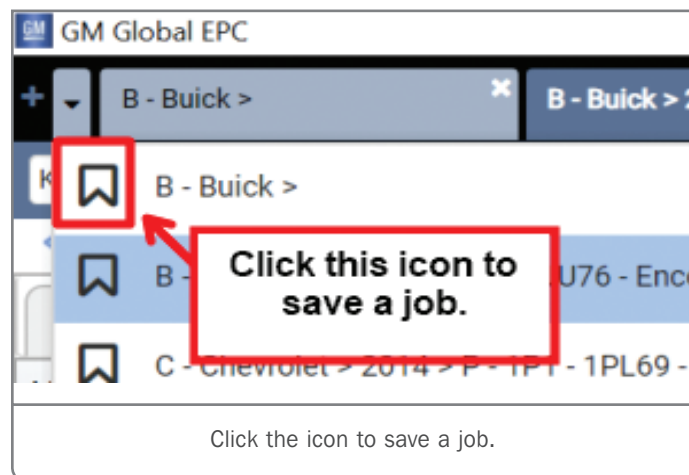 GM GM Global EPC
+ B - Buick > × B - Buick >
K B - Buick >
B - U76 - Enc
C - Chevrolet > 2014 > P - 1PT - 1PL69 -
Click this icon to
save a job.
Click the icon to save a job.